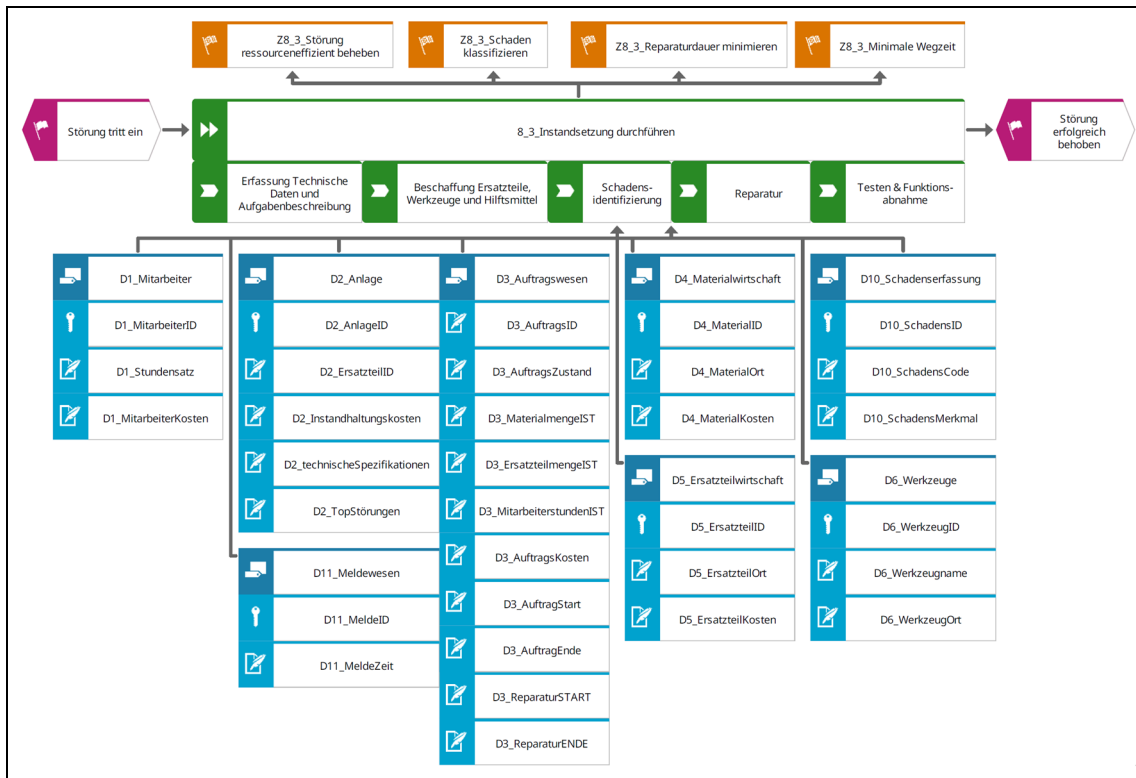 Z8_3_Störung
ressourceneffizient beheben
Z8_3_Schaden
klassifizieren
Z8_3_Reparaturdauer minimieren
Z8_3_Minimale Wegzeit
Störung tritt ein
8_3_Instandsetzung durchführen
Störung
erfolgreich
behoben
Erfassung Technische
Daten und
Aufgabenbeschreibung
Beschaffung Ersatzteile,
Werkzeuge und Hilftsmittel
Schadens-
identifizierung
Reparatur
Testen & Funktions-
abnahme
D1_Mitarbeiter
D1_MitarbeiterID
D1_Stundensatz
D1_MitarbeiterKosten
D2_Anlage
D2_AnlageID
D2_ErsatzteilID
D2_Instandhaltungskosten
D2_technischeSpezifikationen
D2_TopStörungen
D11_Meldewesen
D11_MeldeID
D11_MeldeZeit
D3_Auftragswesen
D3_AuftragsID
D3_AuftragsZustand
D3_MaterialmengeIST
D3_ErsatzteilmengeIST
D3_MitarbeiterstundenIST
D3_AuftragsKosten
D3_AuftragStart
D3_AuftragEnde
D3_ReparaturSTART
D3_ReparaturENDE
D4_Materialwirtschaft
D4_MaterialID
D4_MaterialOrt
D4_MaterialKosten
D5_Ersatzteilwirtschaft
D5_ErsatzteilID
D5_ErsatzteilOrt
D5_ErsatzteilKosten
D10_Schadenserfassung
D10_SchadensID
D10_SchadensCode
D10_SchadensMerkmal
D6_Werkzeuge
D6_WerkzeugID
D6_Werkzeugname
D6_WerkzeugOrt